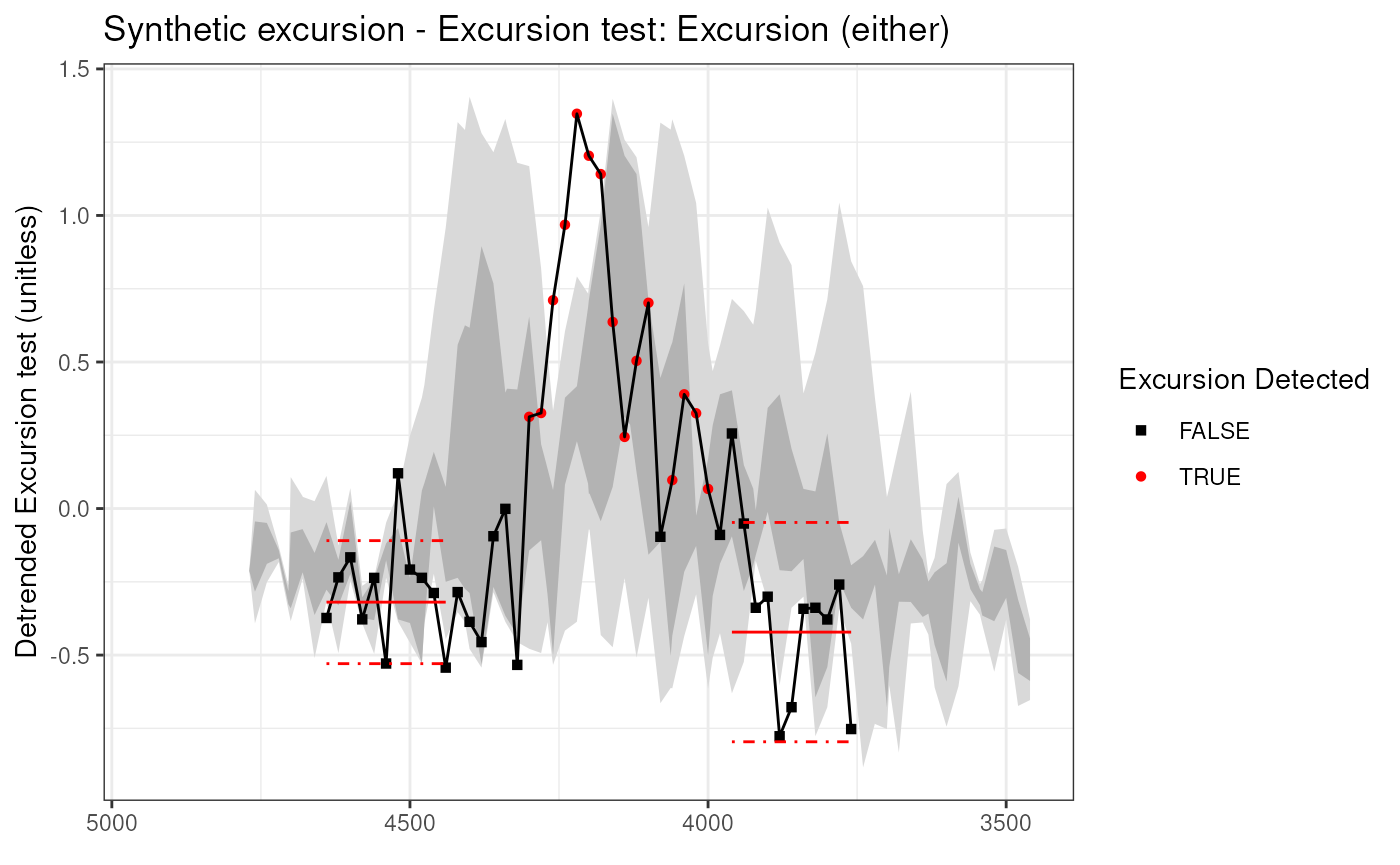 Synthetic excursion - Excursion test: Excursion (either)
Detrended Excursion test (unitless)
1.5
1.0
0.5
0.0
-0.5
5000
4500
4000
3500
Excursion Detected
FALSE
TRUE